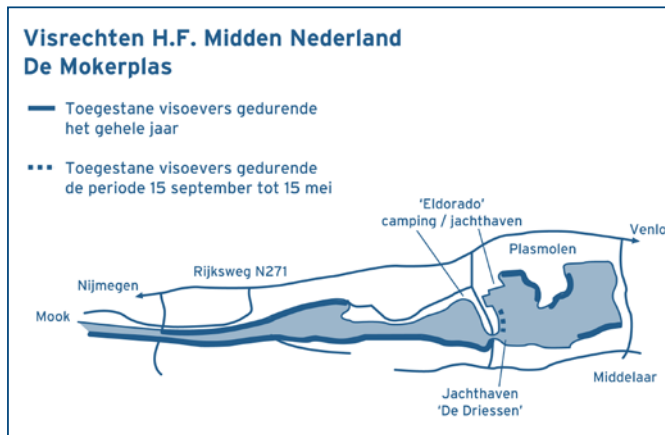 Visrechten H.F. Midden Nederland
De Mokerplas
Toegestane visoevers gedurende
het gehele jaar
Toegestane visoevers gedurende
de periode 15 september tot 15 mei
'Eldorado'
camping / jachthaven
Venlo
Plasmolen
Rijksweg N271
Nijmegen
Mook
Middelaar
Jachthaven
'De Driessen'